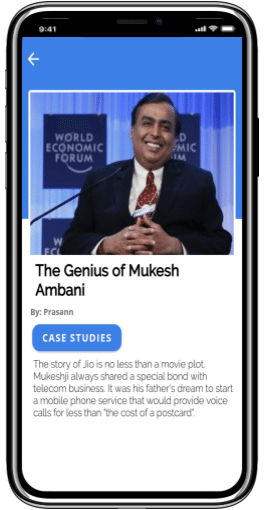 9:41
WORLD
ECONOMIC
FORUM
WORLD
MIC
The Genius of Mukesh
Ambani
By: Prasann
CASE STUDIES
The story of Jio is no less than a movie plot.
Mukeshji always shared a special bond with
telecom business. It was his father's dream to start
a mobile phone service that would provide voice
calls for less than "the cost of a postcard".